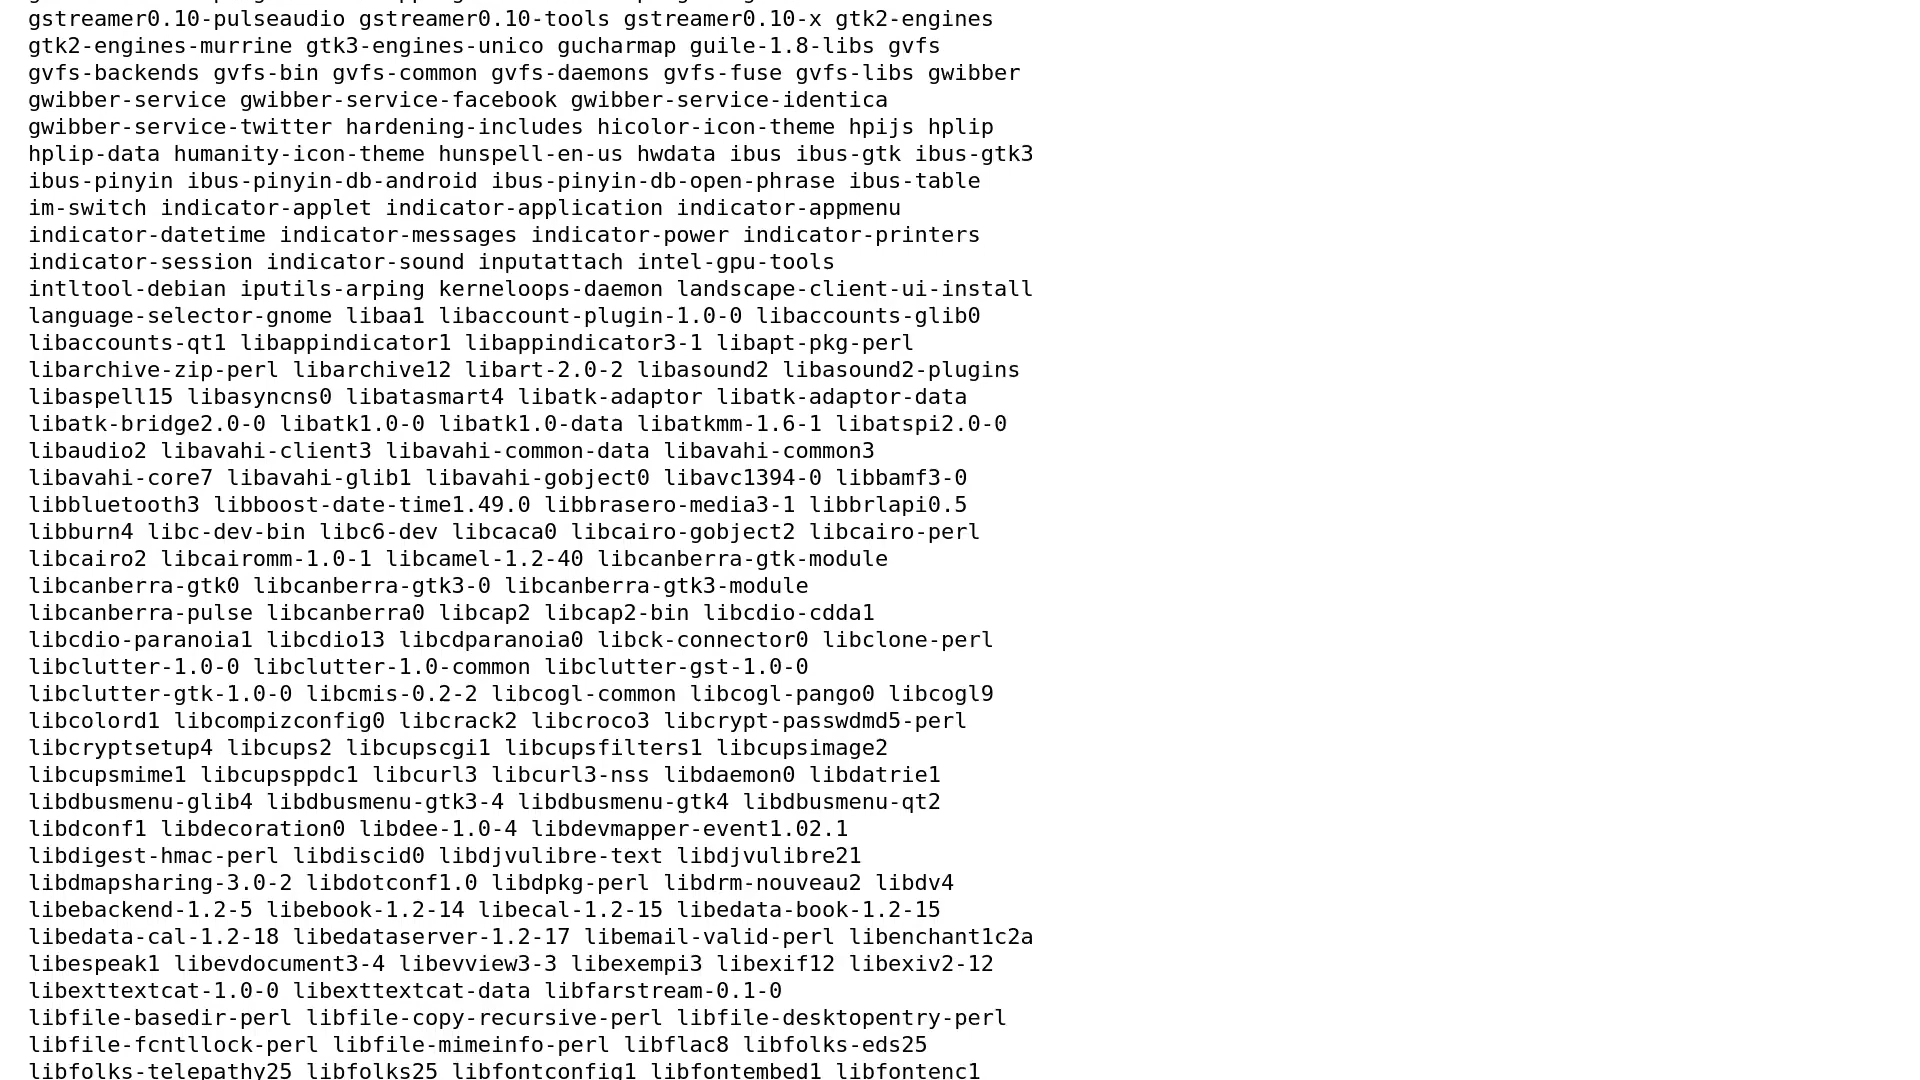 gstreamer0.10-pulseaudio gstreamer0.10-tools gstreamer0.10-x gtk2-engines
gtk2-engines-murrine gtk3-engines-unico gucharmap guile-1.8-libs gvfs
gvfs-backends gvfs-bin gvfs-common gvfs-daemons gvfs-fuse gvfs-libs gwibber
gwibber-service gwibber-service-facebook gwibber-service-identica
gwibber-service-twitter hardening-includes hicolor-icon-theme hpijs hplip
hplip-data humanity-icon-theme hunspell-en-us hwdata ibus ibus-gtk ibus-gtk3
ibus-pinyin ibus-pinyin-db-android ibus-pinyin-db-open-phrase ibus-table
im-switch indicator-applet indicator-application indicator-appmenu
indicator-datetime indicator-messages indicator-power indicator-printers
indicator-session indicator-sound inputattach intel-gpu-tools
intltool-debian iputils-arping kerneloops-daemon landscape-client-ui-install
language-selector-gnome libaa1 libaccount-plugin-1.0-0 libaccounts-glib0
libaccounts-qt1 libappindicator1 libappindicator3-1 libapt-pkg-perl
libarchive-zip-perl libarchive12 libart-2.0-2 libasound2 libasound2-plugins
libaspell15 libasyncns0 libatasmart4 libatk-adaptor libatk-adaptor-data
libatk-bridge2.0-0 libatk1.0-0 libatk1.0-data libatkmm-1.6-1 libatspi2.0-0
libaudio2 libavahi-client3 libavahi-common-data libavahi-common3
libavahi-core7 libavahi-glib1 libavahi-gobject0 libavc1394-0 libbamf3-0
libbluetooth3 libboost-date-time1.49.0 libbrasero-media3-1 libbrlapi0.5
libburn4 libc-dev-bin libc6-dev libcaca0 libcairo-gobject2 libcairo-perl
libcairo2 libcairomm-1.0-1 libcamel-1.2-40 libcanberra-gtk-module
libcanberra-gtk0 libcanberra-gtk3-0 libcanberra-gtk3-module
libcanberra-pulse libcanberra0 libcap2 libcap2-bin libcdio-cdda1
libcdio-paranoia1 libcdio13 libcdparanoia0 libck-connector0 libclone-perl
libclutter-1.0-0 libclutter-1.0-common libclutter-gst-1.0-0
libclutter-gtk-1.0-0 libcmis-0.2-2 libcogl-common libcogl-pango0 libcogl9
libcolord1 libcompizconfig0 libcrack2 libcroco3 libcrypt-passwdmd5-perl
libcryptsetup4 libcups2 libcupscgi1 libcupsfilters1 libcupsimage2
libcupsmime1 libcupsppdc1 libcurl3 libcurl3-nss libdaemon0 libdatrie1
libdbusmenu-glib4 libdbusmenu-gtk3-4 libdbusmenu-gtk4 libdbusmenu-qt2
libdconf1 libdecoration0 libdee-1.0-4 libdevmapper-event1.02.1
libdigest-hmac-perl libdiscid0 libdjvulibre-text libdjvulibre21
libdmapsharing-3.0-2 libdotconf1.0 libdpkg-perl libdrm-nouveau2 libdv4
libebackend-1.2-5 libebook-1.2-14 libecal-1.2-15 libedata-book-1.2-15
libedata-cal-1.2-18 libedataserver-1.2-17 libemail-valid-perl libenchant1c2a
libespeak1 libevdocument3-4 libevview3-3 libexempi3 libexif12 libexiv2-12
libexttextcat-1.0-0 libexttextcat-data libfarstream-0.1-0
libfile-basedir-perl libfile-copy-recursive-perl libfile-desktopentry-perl
libfile-fcntllock-perl libfile-mimeinfo-perl libflac8 libfolks-eds25
libfolks-telepathy25 libfolks25 libfontconfig1 libfontembed1 libfontenc1